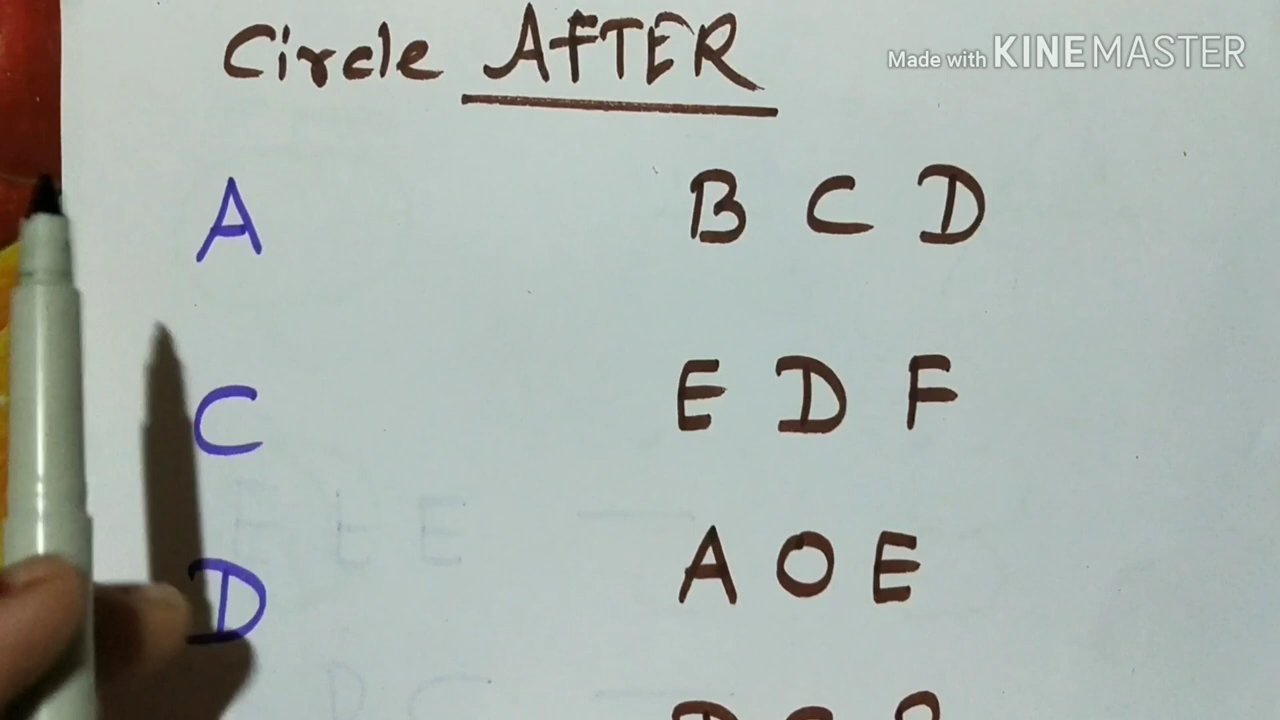 Circle AFTER
Made with KINEMASTER
A B C D
C E D F
D A O E